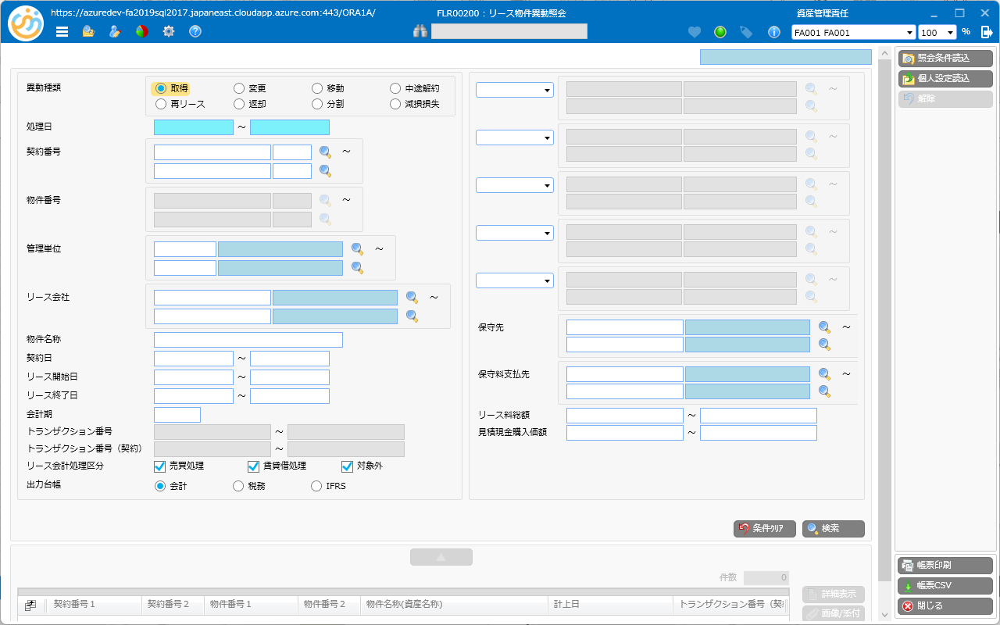 https://azuredev-fa2019sql2017.japaneast.cloudapp.azure.com:443/ORA1A/
FLR00200：リース物件異動照会
資産管理責任
FA001 FA001
100
%
照会条件読込
個人設定読込
解除
異動種類
取得
変更
移動
中途解約
再リース
返却
分割
減損損失
処理日
～
契約番号
～
物件番号
～
管理単位
～
リース会社
～
物件名称
契約日
～
リース開始日
～
リース終了日
～
会計期
トランザクション番号
～
トランザクション番号（契約）
～
リース会計処理区分
売買処理
賃貸借処理
対象外
出力台帳
会計
税務
IFRS
～
～
～
～
～
保守先
～
保守料支払先
～
リース料総額
～
見積現金購入価額
～
条件ｸﾘｱ
検索
件数
0
契約番号１
契約番号２
物件番号１
物件番号２
物件名称(資産名称)
計上日
トランザクション番号（契
詳細表示
画像/添付
帳票印刷
帳票CSV
閉じる